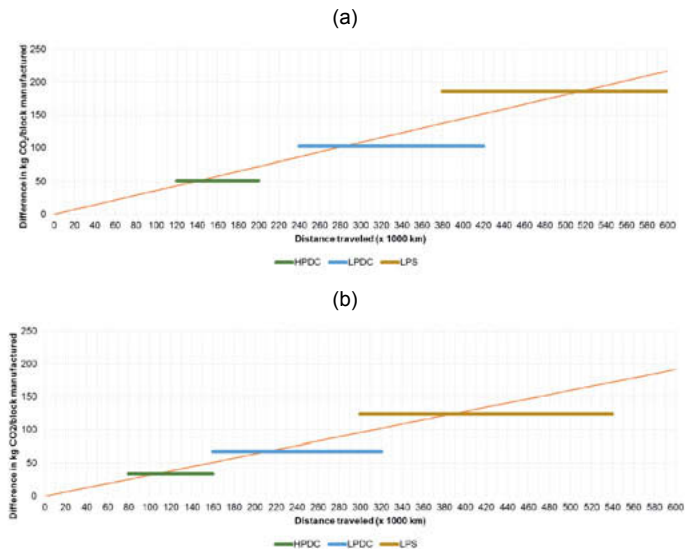 (a)
Difference in kg CO₂/block manufactured
250
200
150
100
50
0
0 20 40 60 80 100 120 140 160 180 200 220 240 260 280 300 320 340 360 380 400 420 440 460 480 500 520 540 560 580 600
Distance traveled (x 1000 km)
HPDC LPDC LPS
(b)
Difference in kg CO2/block manufactured
250
200
150
100
50
0
0 20 40 60 80 100 120 140 160 180 200 220 240 260 280 300 320 340 360 380 400 420 440 460 480 500 520 540 560 580 600
Distance traveled (x 1000 km)
HPDC LPDC LPS